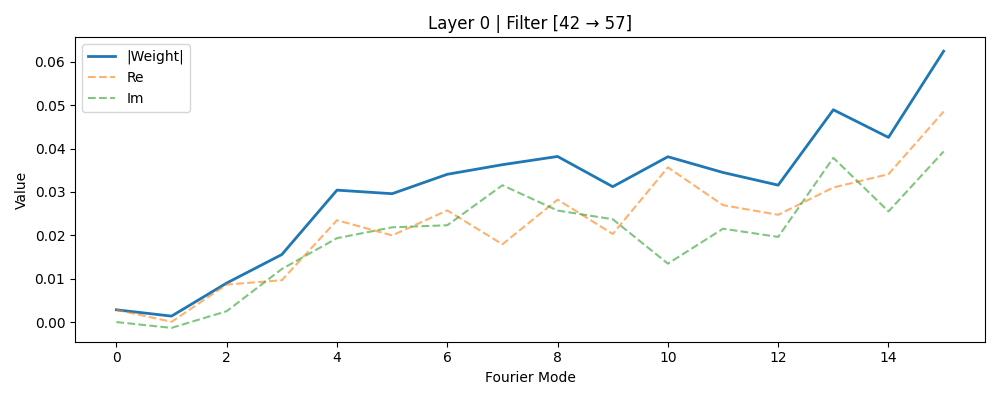 Layer 0 | Filter [42 → 57]
|Weight|
Re
Im
0.06
0.05
0.04
0.03
0.02
0.01
0.00
Value
0 2 4 6 8 10 12 14
Fourier Mode